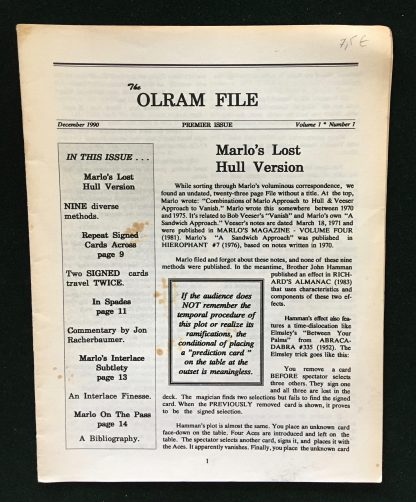 7,5 €
The
OLRAM FILE
December 1990
PREMIER ISSUE
Volume 1 * Number 1
IN THIS ISSUE . . .
Marlo's Lost
Hull Version
NINE diverse
methods.
Repeat Signed
Cards Across
page 9
Two SIGNED cards
travel TWICE.
In Spades
page 11
Commentary by Jon
Racherbaumer.
Marlo's Interlace
Subtlety
page 13
An Interlace Finesse.
Marlo On The Pass
page 14
A Bibliography.
Marlo's Lost
Hull Version
While sorting through Marlo's voluminous correspondence, we
found an undated, twenty-three page File without a title. At the top,
Marlo wrote: "Combinations of Marlo Approach to Hull & Veeser
Approach to Vanish." Marlo wrote this somewhere between 1970
and 1975. It's related to Bob Veeser's "Vanish" and Marlo's own "A
Sandwich Approach." Veeser's notes are dated March 18, 1971 and
were published in MARLO'S MAGAZINE - VOLUME FOUR
(1981). Marlo's "A Sandwich Approach" was published in
HIEROPHANT #7 (1976), based on notes written in 1970.
Marlo filed and forgot about these notes, and none of these nine
methods were published. In the meantime, Brother John Hamman
published an effect in RICH-
ARD'S ALMANAC (1983)
that uses characteristics and
components of these two ef-
fects.
Hamman's effect also fea-
tures a time-dislocation like
Elmsley's "Between Your
Palms" from ABRACA-
DABRA #335 (1952). The
Elmsley trick goes like this:
You remove a card
BEFORE spectator selects
three others. They sign one
and all three are lost in the
deck. The magician finds two selections but fails to find the signed
card. When the PREVIOUSLY removed card is shown, it proves
to be the signed selection.
Hamman's plot is almost the same. You place an unknown card
face-down on the table. Four Aces are introduced and left on the
table. The spectator selects another card, signs it, and places it with
the Aces. It apparently vanishes. Finally, you place the unknown card
If the audience does
NOT remember the
temporal procedure of
this plot or realize its
ramifications, the
conditional of placing
a "prediction card "
on the table at the
outset is meaningless.
1